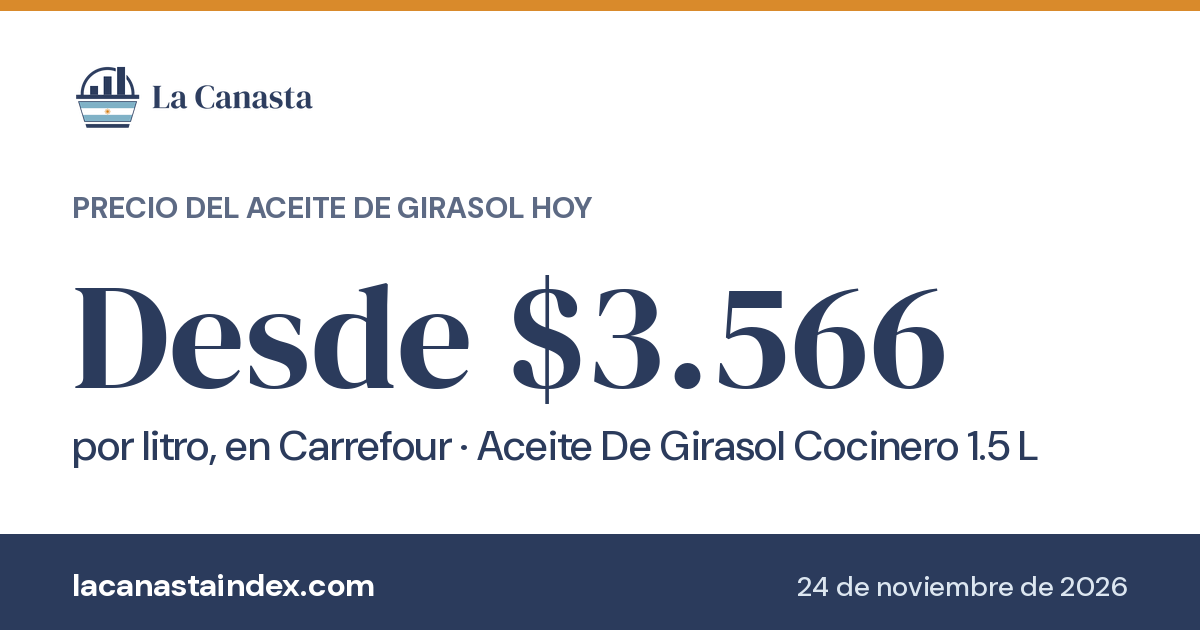 La Canasta
PRECIO DEL ACEITE DE GIRASOL HOY
Desde $3.566
por litro, en Carrefour · Aceite De Girasol Cocinero 1.5 L
lacanastaindex.com
24 de noviembre de 2026